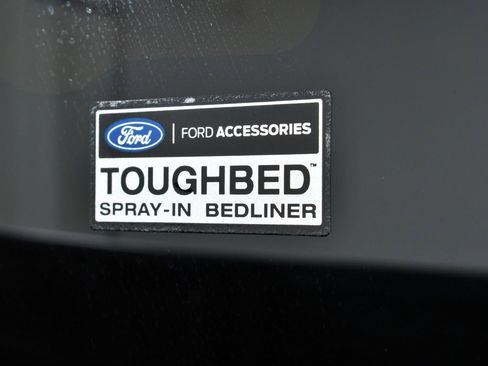 Ford | FORD ACCESSORIES
TOUGHBED™
SPRAY-IN BEDLINER